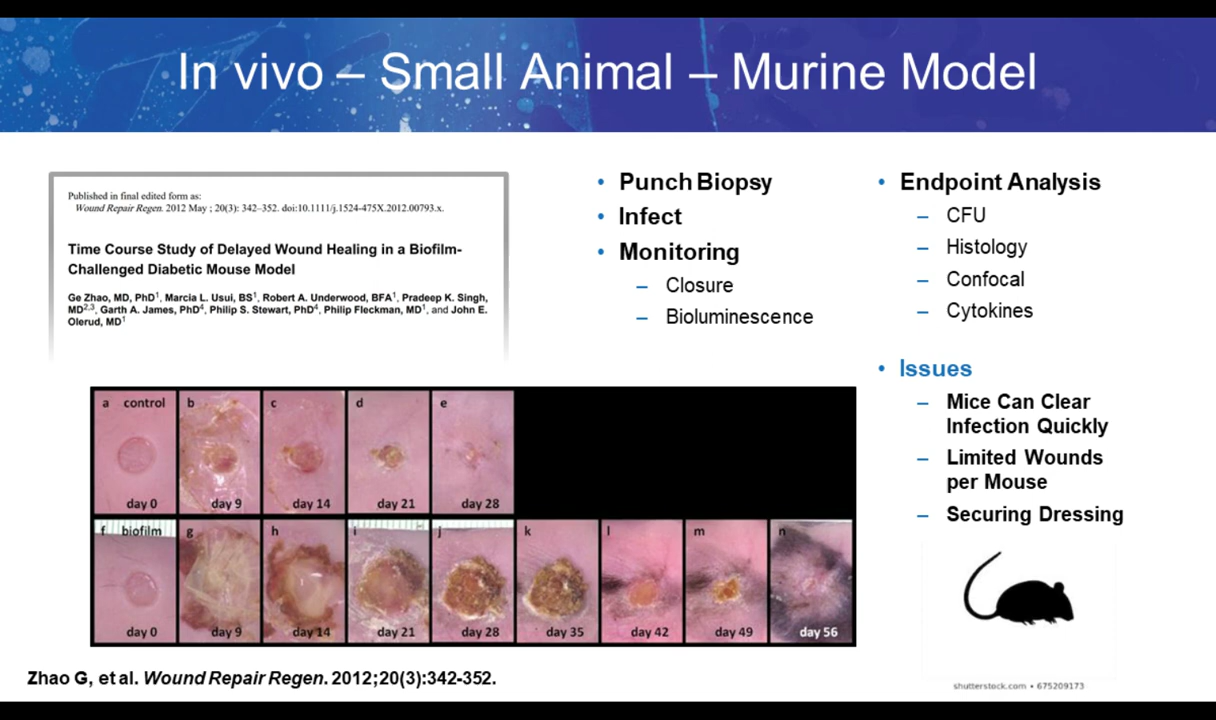 In vivo – Small Animal – Murine Model
Published in final edited form as:
Wound Repair Regen. 2012 May ; 20(3): 342–352. doi:10.1111/j.1524-475X.2012.00793.x.
Time Course Study of Delayed Wound Healing in a Biofilm-
Challenged Diabetic Mouse Model
Ge Zhao, MD, PhD1, Marcia L. Usui, BS1, Robert A. Underwood, BFA1, Pradeep K. Singh,
MD2,3, Garth A. James, PhD4, Philip S. Stewart, PhD4, Philip Fleckman, MD1, and John E.
Olerud, MD1
• Punch Biopsy
• Infect
• Monitoring
– Closure
– Bioluminescence
• Endpoint Analysis
– CFU
– Histology
– Confocal
– Cytokines
• Issues
– Mice Can Clear
Infection Quickly
– Limited Wounds
per Mouse
– Securing Dressing
a control b c d e
day 0 day 9 day 14 day 21 day 28
f biofilm g h i j k l m n
day 0 day 9 day 14 day 21 day 28 day 35 day 42 day 49 day 56
Zhao G, et al. Wound Repair Regen. 2012;20(3):342-352.
shutterstock.com • 675209173